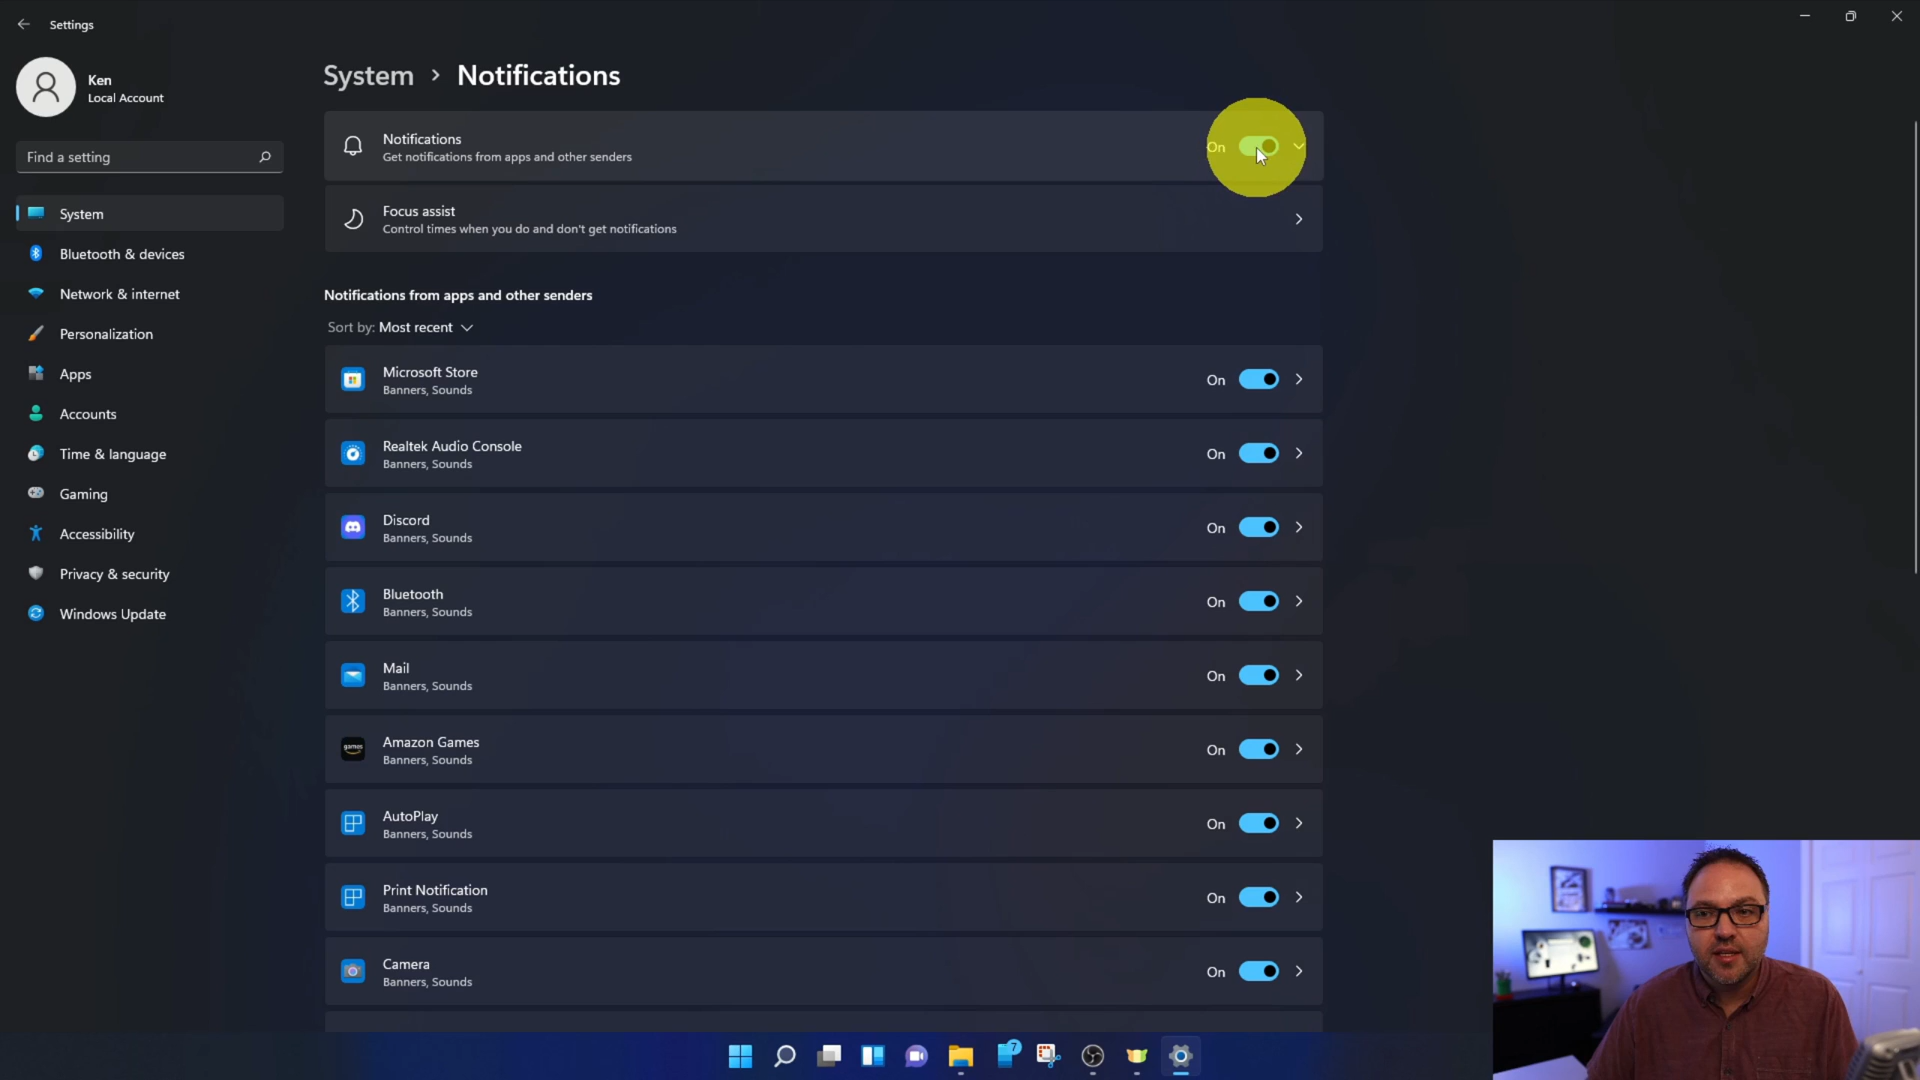 Settings
Ken
Local Account
Find a setting
System
Bluetooth & devices
Network & internet
Personalization
Apps
Accounts
Time & language
Gaming
Accessibility
Privacy & security
Windows Update
System > Notifications
Notifications
Get notifications from apps and other senders
On
Focus assist
Control times when you do and don't get notifications
Notifications from apps and other senders
Sort by: Most recent
Microsoft Store
Banners, Sounds
On
Realtek Audio Console
Banners, Sounds
On
Discord
Banners, Sounds
On
Bluetooth
Banners, Sounds
On
Mail
Banners, Sounds
On
games
Amazon Games
Banners, Sounds
On
AutoPlay
Banners, Sounds
On
Print Notification
Banners, Sounds
On
Camera
Banners, Sounds
On
7